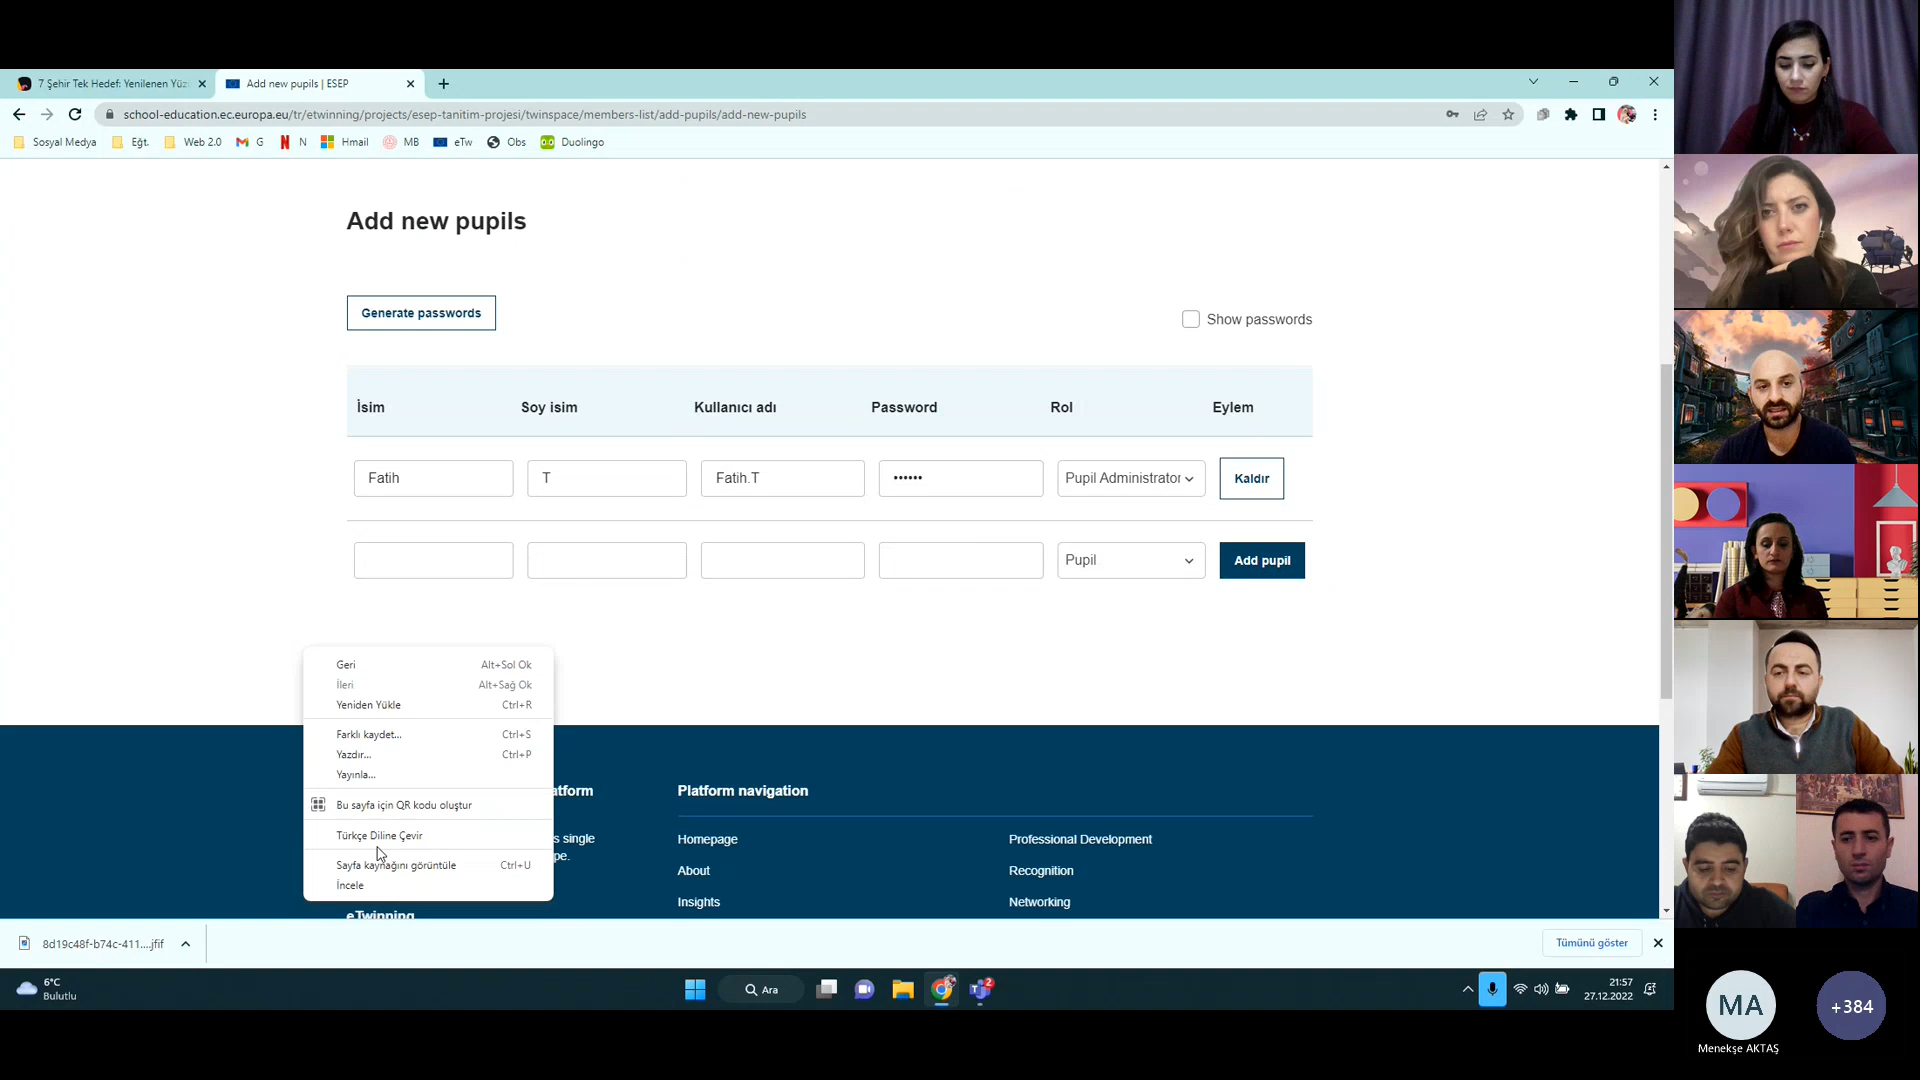 7 Şehir Tek Hedef: Yenilenen Yüz
Add new pupils | ESEP
school-education.ec.europa.eu/tr/etwinning/projects/esep-tanitim-projesi/twinspace/members-list/add-pupils/add-new-pupils
Sosyal Medya Eğt. Web 2.0 G N Hmail MB eTw Obs Duolingo
Add new pupils
Generate passwords
Show passwords
İsim Soy isim Kullanıcı adı Password Rol Eylem
Fatih T Fatih.T •••••• Pupil Administrator Kaldır
Pupil Add pupil
Geri Alt+Sol Ok
İleri Alt+Sağ Ok
Yeniden Yükle Ctrl+R
Farklı kaydet... Ctrl+S
Yazdır... Ctrl+P
Yayınla...
Bu sayfa için QR kodu oluştur
Türkçe Diline Çevir
Sayfa kaynağını görüntüle Ctrl+U
İncele
atform
s single
pe.
eTwinning
Platform navigation
Homepage Professional Development
About Recognition
Insights Networking
8d19c48f-b74c-411....jfif
Tümünü göster
6°C
Bulutlu
Ara
2
21:57
27.12.2022
MA
Menekşe AKTAŞ
+384